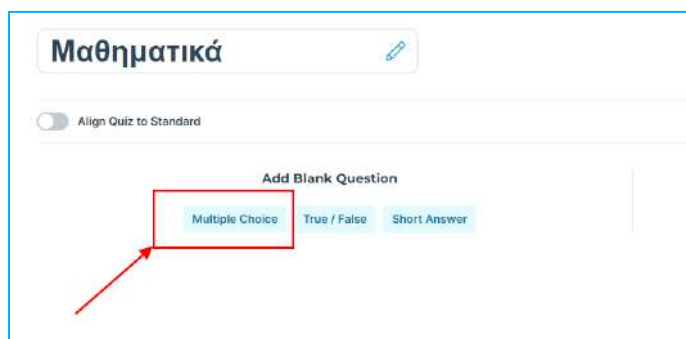 Μαθηματικά
Align Quiz to Standard
Add Blank Question
Multiple Choice True / False Short Answer